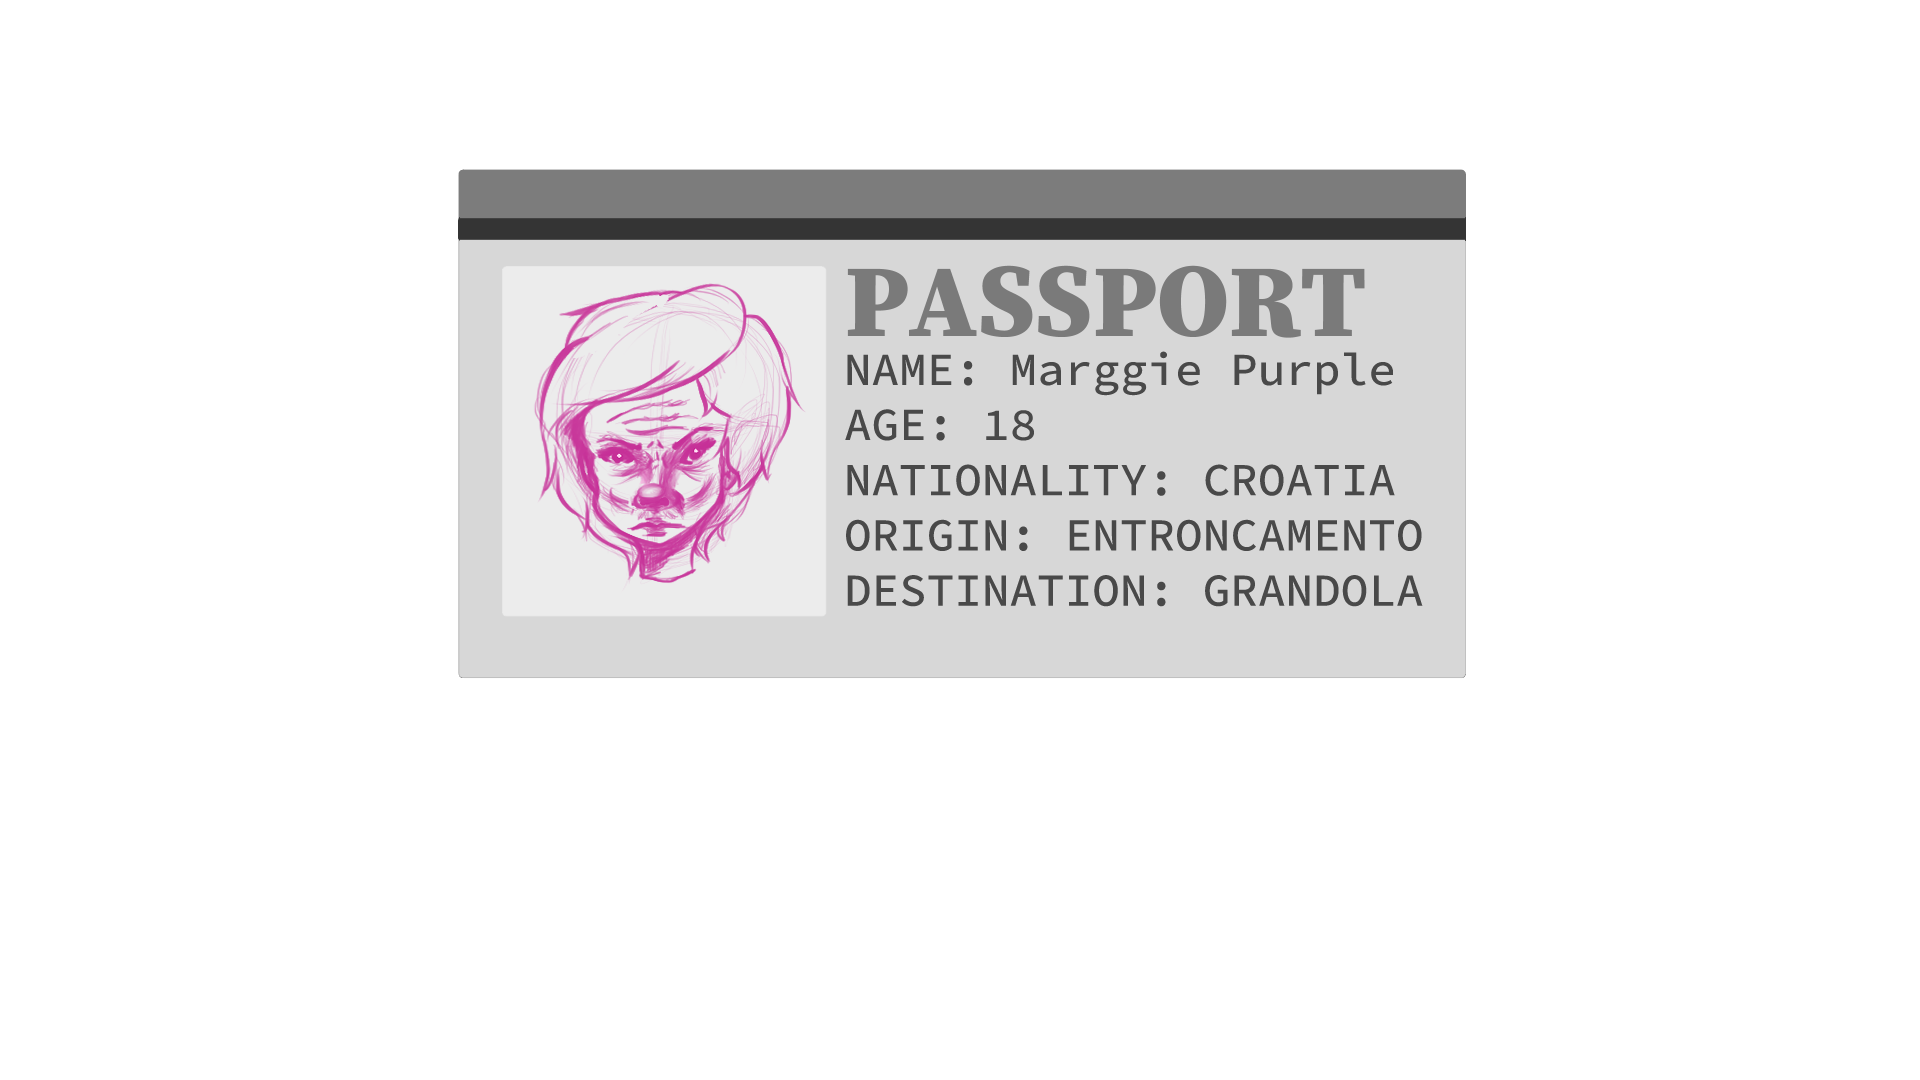 PASSPORT
NAME: Marggie Purple
AGE: 18
NATIONALITY: CROATIA
ORIGIN: ENTRONCAMENTO
DESTINATION: GRANDOLA